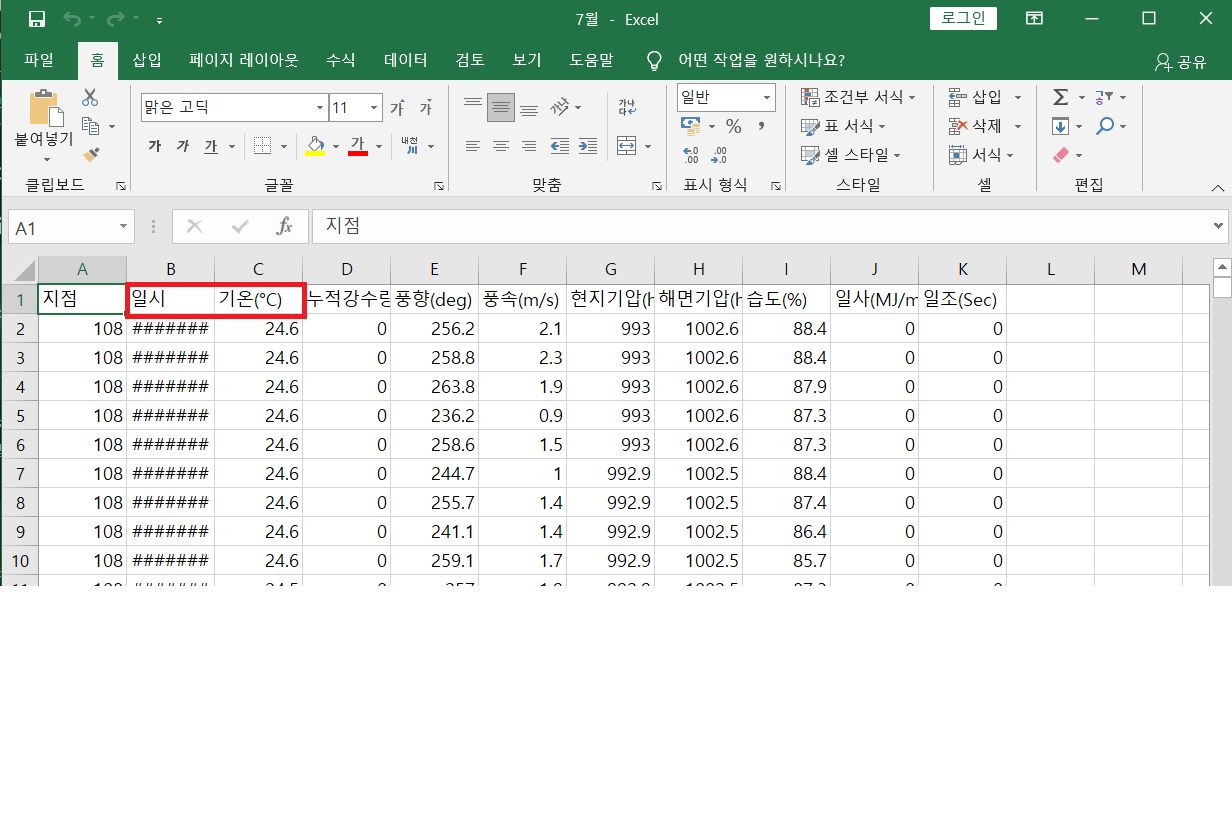 7월 - Excel
로그인
파일 홈 삽입 페이지 레이아웃 수식 데이터 검토 보기 도움말 어떤 작업을 원하시나요? 공유
붙여넣기
맑은 고딕 11 가 가
가 가 가 가 내천
가나
일반
% ,
조건부 서식
표 서식
셀 스타일
삽입
삭제
서식
클립보드 글꼴 맞춤 표시 형식 스타일 셀 편집
A1 fx 지점
A B C D E F G H I J K L M
1 지점 일시 기온(°C) 누적강수량 풍향(deg) 풍속(m/s) 현지기압(h 해면기압(h 습도(%) 일사(MJ/m 일조(Sec)
2 108 ####### 24.6 0 256.2 2.1 993 1002.6 88.4 0 0
3 108 ####### 24.6 0 258.8 2.3 993 1002.6 88.4 0 0
4 108 ####### 24.6 0 263.8 1.9 993 1002.6 87.9 0 0
5 108 ####### 24.6 0 236.2 0.9 993 1002.6 87.3 0 0
6 108 ####### 24.6 0 258.6 1.5 993 1002.6 87.3 0 0
7 108 ####### 24.6 0 244.7 1 992.9 1002.5 88.4 0 0
8 108 ####### 24.6 0 255.7 1.4 992.9 1002.5 87.4 0 0
9 108 ####### 24.6 0 241.1 1.4 992.9 1002.5 86.4 0 0
10 108 ####### 24.6 0 259.1 1.7 992.9 1002.5 85.7 0 0